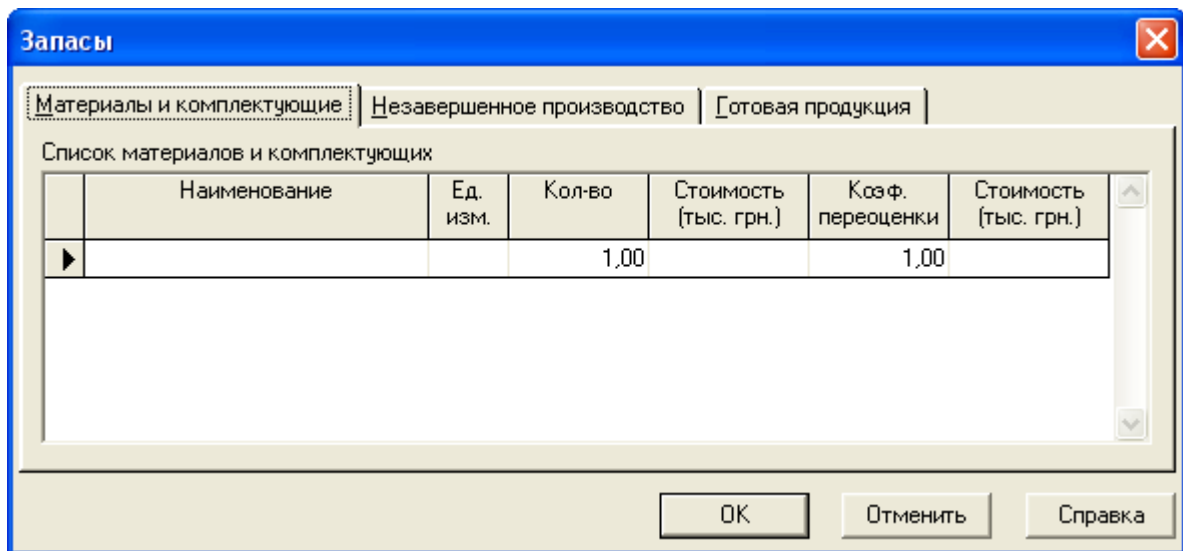 Запасы
Материалы и комплектующие Незавершенное производство Готовая продукция
Список материалов и комплектующих
Наименование Ед. изм. Кол-во Стоимость (тыс. грн.) Коэф. переоценки Стоимость (тыс. грн.)
1,00 1,00
OK Отменить Справка